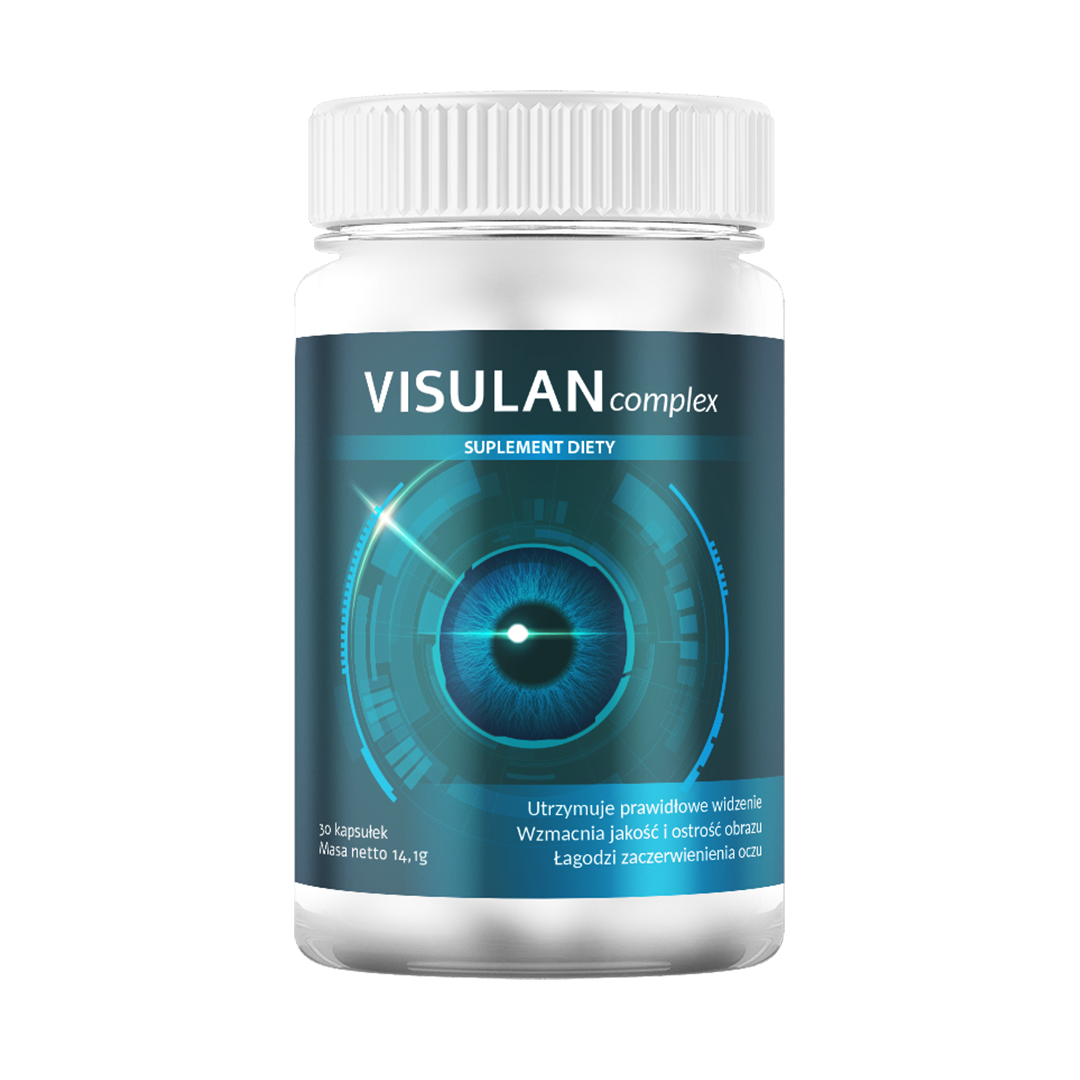 VISULAN complex
SUPLEMENT DIETY
Utrzymuje prawidłowe widzenie
Wzmacnia jakość i ostrość obrazu
Łagodzi zaczerwienienia oczu
30 kapsułek
Masa netto 14,1g